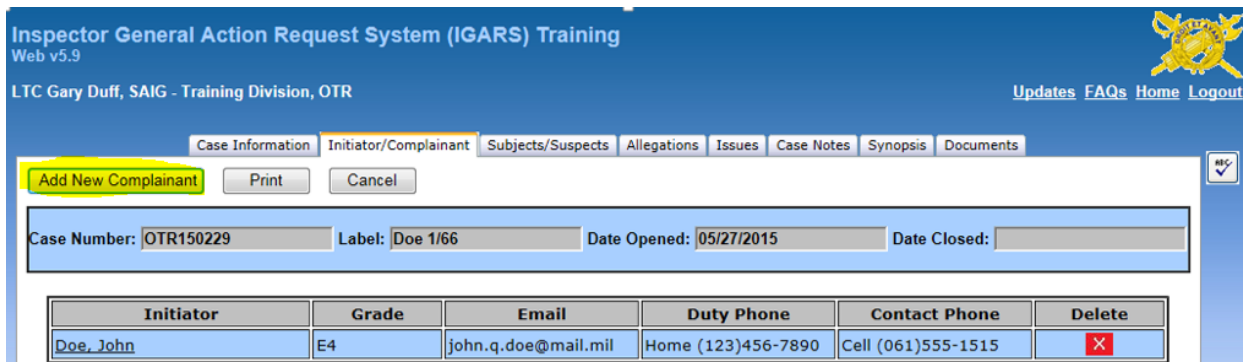 Inspector General Action Request System (IGARS) Training
Web v5.9
LTC Gary Duff, SAIG - Training Division, OTR
Updates FAQs Home Logout
Case Information Initiator/Complainant Subjects/Suspects Allegations Issues Case Notes Synopsis Documents
Add New Complainant Print Cancel
ABC
Case Number: OTR150229 Label: Doe 1/66 Date Opened: 05/27/2015 Date Closed:
Initiator Grade Email Duty Phone Contact Phone Delete
Doe, John E4 john.q.doe@mail.mil Home (123)456-7890 Cell (061)555-1515 X